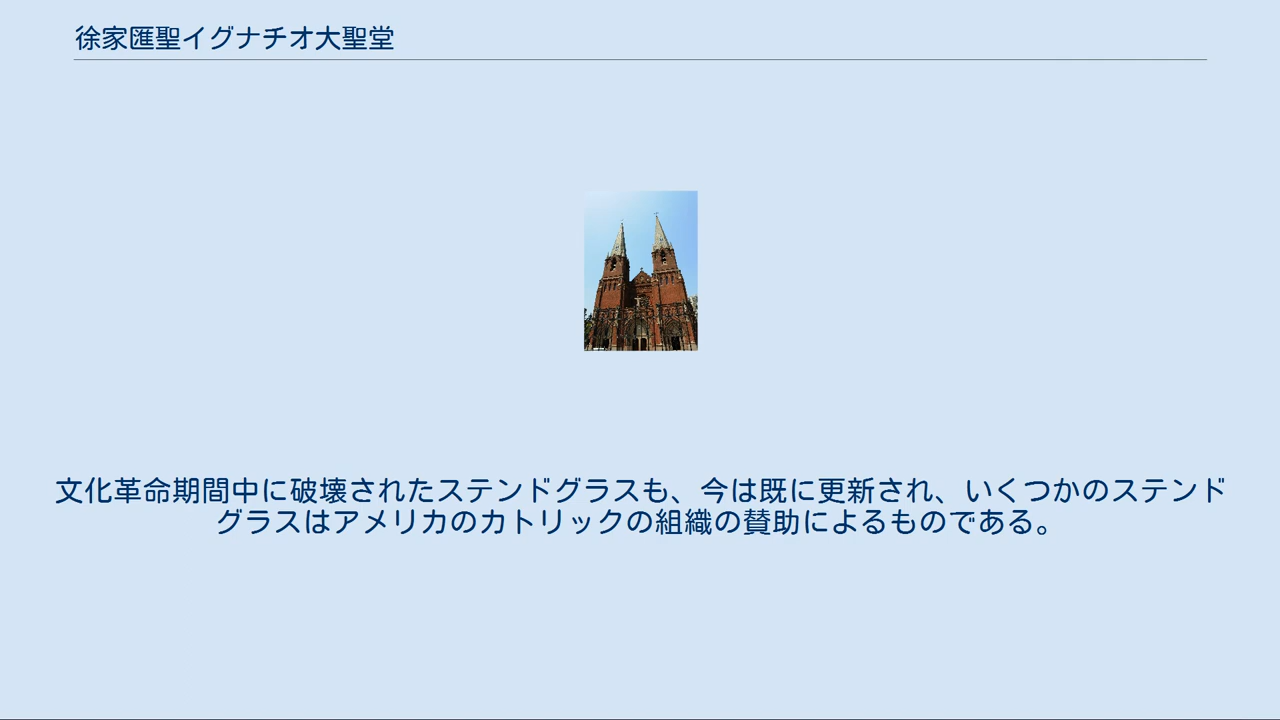 徐家匯聖イグナチオ大聖堂
文化革命期間中に破壊されたステンドグラスも、今は既に更新され、いくつかのステンド
グラスはアメリカのカトリックの組織の賛助によるものである。